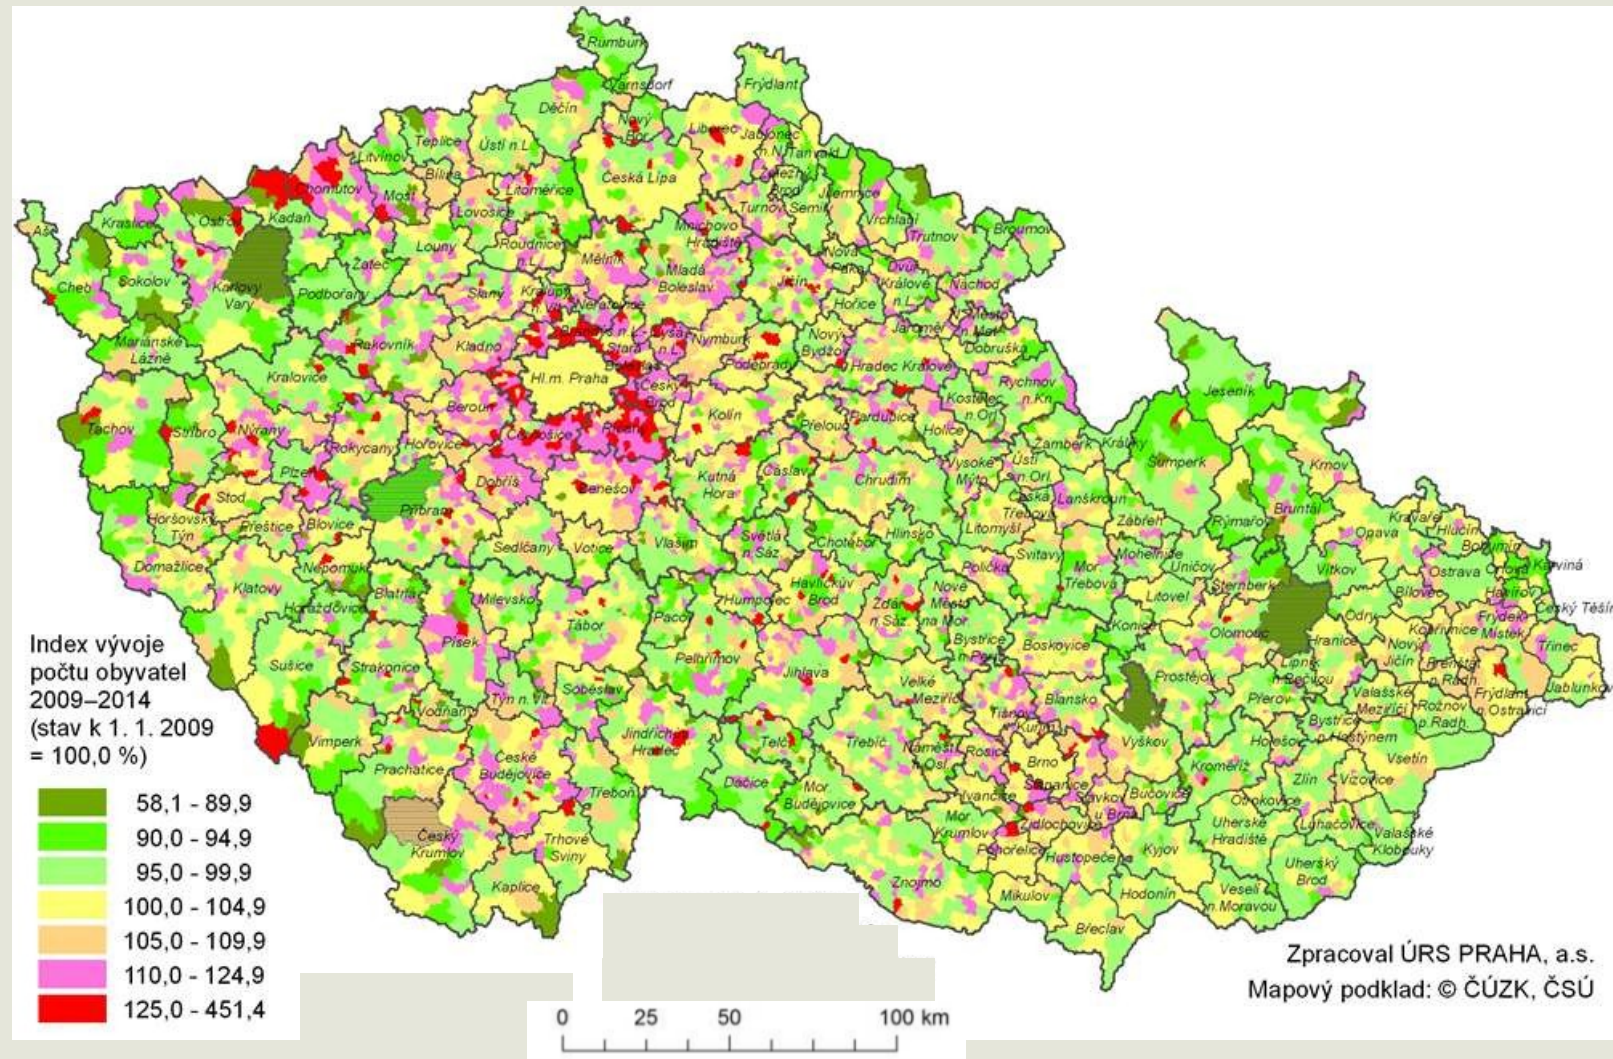 Rumburk
Varnsdorf
Frýdlant
Děčín
Nový
Bor
Liberec
Jablonec
n.N.
Tanvald
Teplice
Ústí n.L.
Litvínov
Bílina
Most
Chomutov
Litoměřice
Česká Lípa
Železný
Brod
Jilemnice
Turnov
Semily
Vrchlabí
Trutnov
Broumov
Lovosice
Kadaň
Ostrov
Kraslice
Aš
Cheb
Sokolov
Karlovy
Vary
Podbořany
Žatec
Louny
Roudnice
n.L.
Mělník
Mnichovo
Hradiště
Mladá
Boleslav
Jičín
Nová
Paka
Dvůr
Králové
n.L.
Náchod
Hořice
Jaroměř
N. Město
n. Met.
Dobruška
Slaný
Kralupy
n. Vlt.
Neratovice
Brandýs n.L.-
Stará
Boleslav
Lysá
n.L.
Nymburk
Poděbrady
Nový
Bydžov
Hradec Králové
Rychnov
n.Kn.
Kostelec
n.Orl.
Mariánské
Lázně
Rakovník
Kladno
Hl.m. Praha
Český
Brod
Kolín
Kralovice
Beroun
Černošice
Říčany
Přelouč
Pardubice
Holice
Tachov
Stříbro
Nýřany
Rokycany
Hořovice
Plzeň
Dobříš
Benešov
Kutná
Hora
Čáslav
Chrudim
Vysoké
Mýto
Ústí
n.Orl.
Žamberk
Králíky
Česká
Třebová
Lanškroun
Šumperk
Jeseník
Krnov
Stod
Příbram
Horšovský
Týn
Přeštice
Blovice
Sedlčany
Votice
Vlašim
Světlá
n.Sáz.
Chotěboř
Hlinsko
Litomyšl
Svitavy
Zábřeh
Rýmařov
Bruntál
Opava
Kravaře
Hlučín
Bohumín
Ostrava
Orlová
Karviná
Domažlice
Klatovy
Nepomuk
Horažďovice
Blatná
Milevsko
Tábor
Pacov
Humpolec
Havlíčkův
Brod
Žďár
n.Sáz.
Nové
Město
na Mor.
Polička
Mor.
Třebová
Mohelnice
Uničov
Litovel
Šternberk
Vítkov
Bílovec
Havířov
Český Těšín
Odry
Kopřivnice
Frýdek-
Místek
Třinec
Konice
Olomouc
Hranice
Nový
Jičín
Frenštát
p.Radh.
Frýdlant
n.Ostravicí
Jablunkov
Písek
Sušice
Strakonice
Pelhřimov
Jihlava
Bystřice
n.Pern.
Boskovice
Prostějov
Lipník
n.Bečvou
Přerov
Valašské
Meziříčí
Rožnov
p.Radh.
Týn n.Vlt.
Soběslav
Velké
Meziříčí
Blansko
Tišnov
Kuřim
Vodňany
Vimperk
Jindřichův
Hradec
Telč
Třebíč
Náměšť
n.Osl.
Rosice
Brno
Vyškov
Kroměříž
Holešov
Bystřice
p.Hostýnem
Vsetín
Zlín
Vizovice
Prachatice
České
Budějovice
Třeboň
Dačice
Mor.
Budějovice
Ivančice
Šlapanice
Slavkov
u Brna
Bučovice
Otrokovice
Uherské
Hradiště
Luhačovice
Valašské
Klobouky
Český
Krumlov
Trhové
Sviny
Kaplice
Mor.
Krumlov
Židlochovice
Pohořelice
Hustopeče
Kyjov
Uherský
Brod
Znojmo
Mikulov
Hodonín
Veselí
n.Moravou
Břeclav
Index vývoje
počtu obyvatel
2009–2014
(stav k 1. 1. 2009
= 100,0 %)
58,1 - 89,9
90,0 - 94,9
95,0 - 99,9
100,0 - 104,9
105,0 - 109,9
110,0 - 124,9
125,0 - 451,4
Zpracoval ÚRS PRAHA, a.s.
Mapový podklad: © ČÚZK, ČSÚ
0 25 50 100 km